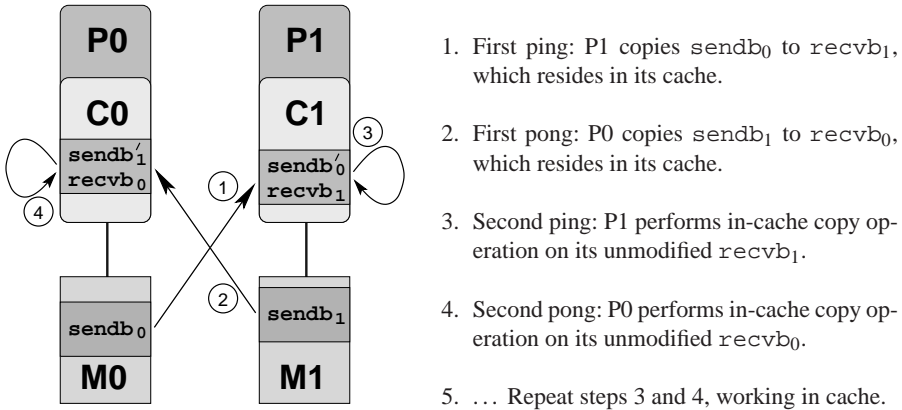 P0
C0
sendb′1
recvb0
4
sendb0
M0
P1
C1
3
sendb′0
recvb1
1
2
sendb1
M1
1. First ping: P1 copies sendb0 to recvb1,
which resides in its cache.
2. First pong: P0 copies sendb1 to recvb0,
which resides in its cache.
3. Second ping: P1 performs in-cache copy op-
eration on its unmodified recvb1.
4. Second pong: P0 performs in-cache copy op-
eration on its unmodified recvb0.
5. ... Repeat steps 3 and 4, working in cache.